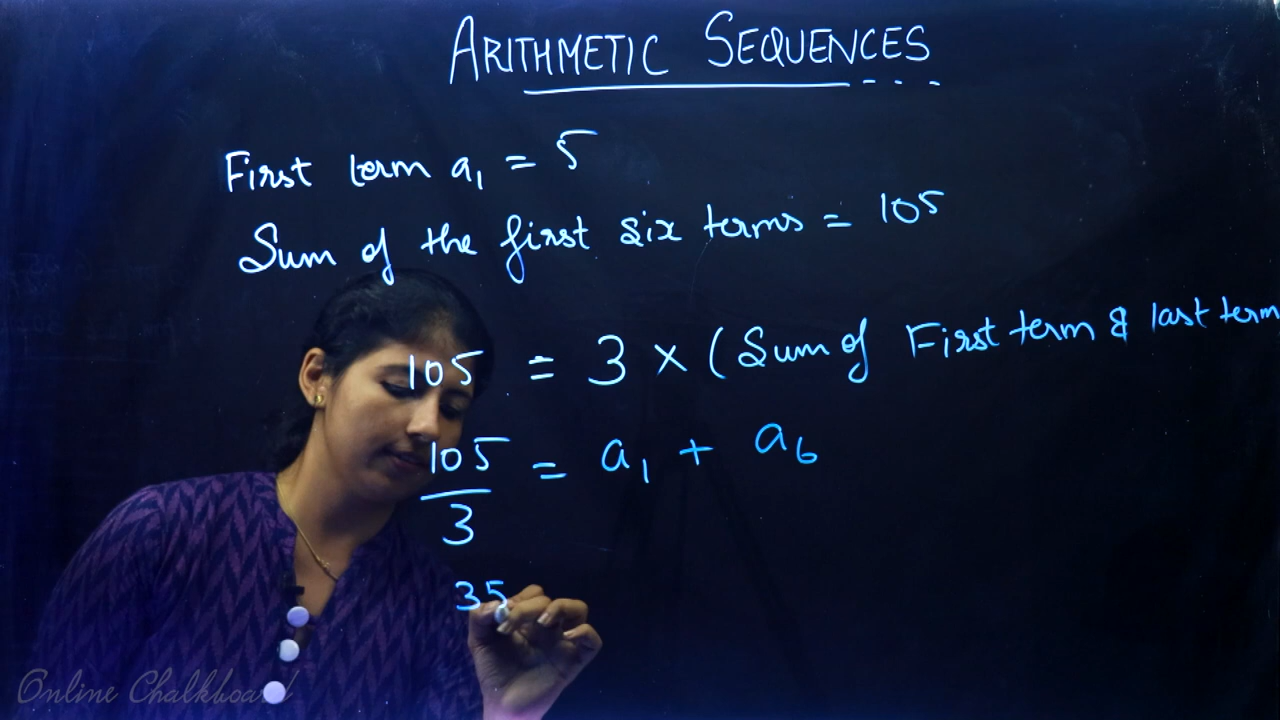 ARITHMETIC SEQUENCES
First term a₁ = 5
Sum of the first six terms = 105
105 = 3 × (Sum of First term & last term
105/3 = a₁ + a₆
35
Online Chalkboard